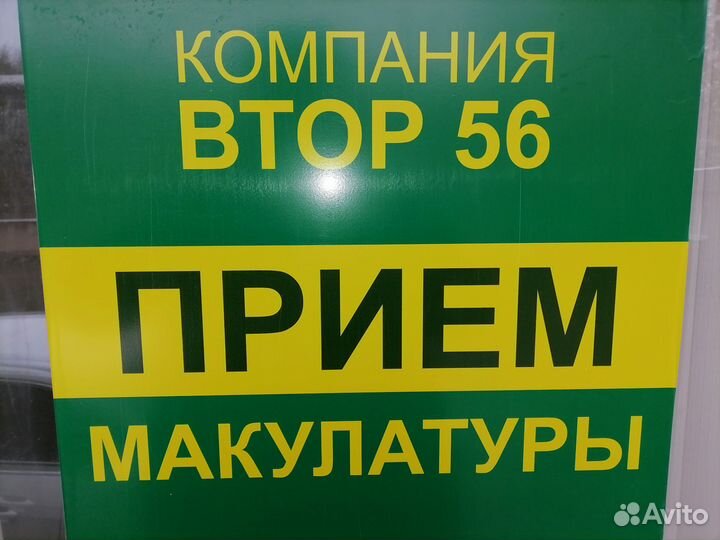 КОМПАНИЯ
ВТОР 56
ПРИЕМ
МАКУЛАТУРЫ
Avito